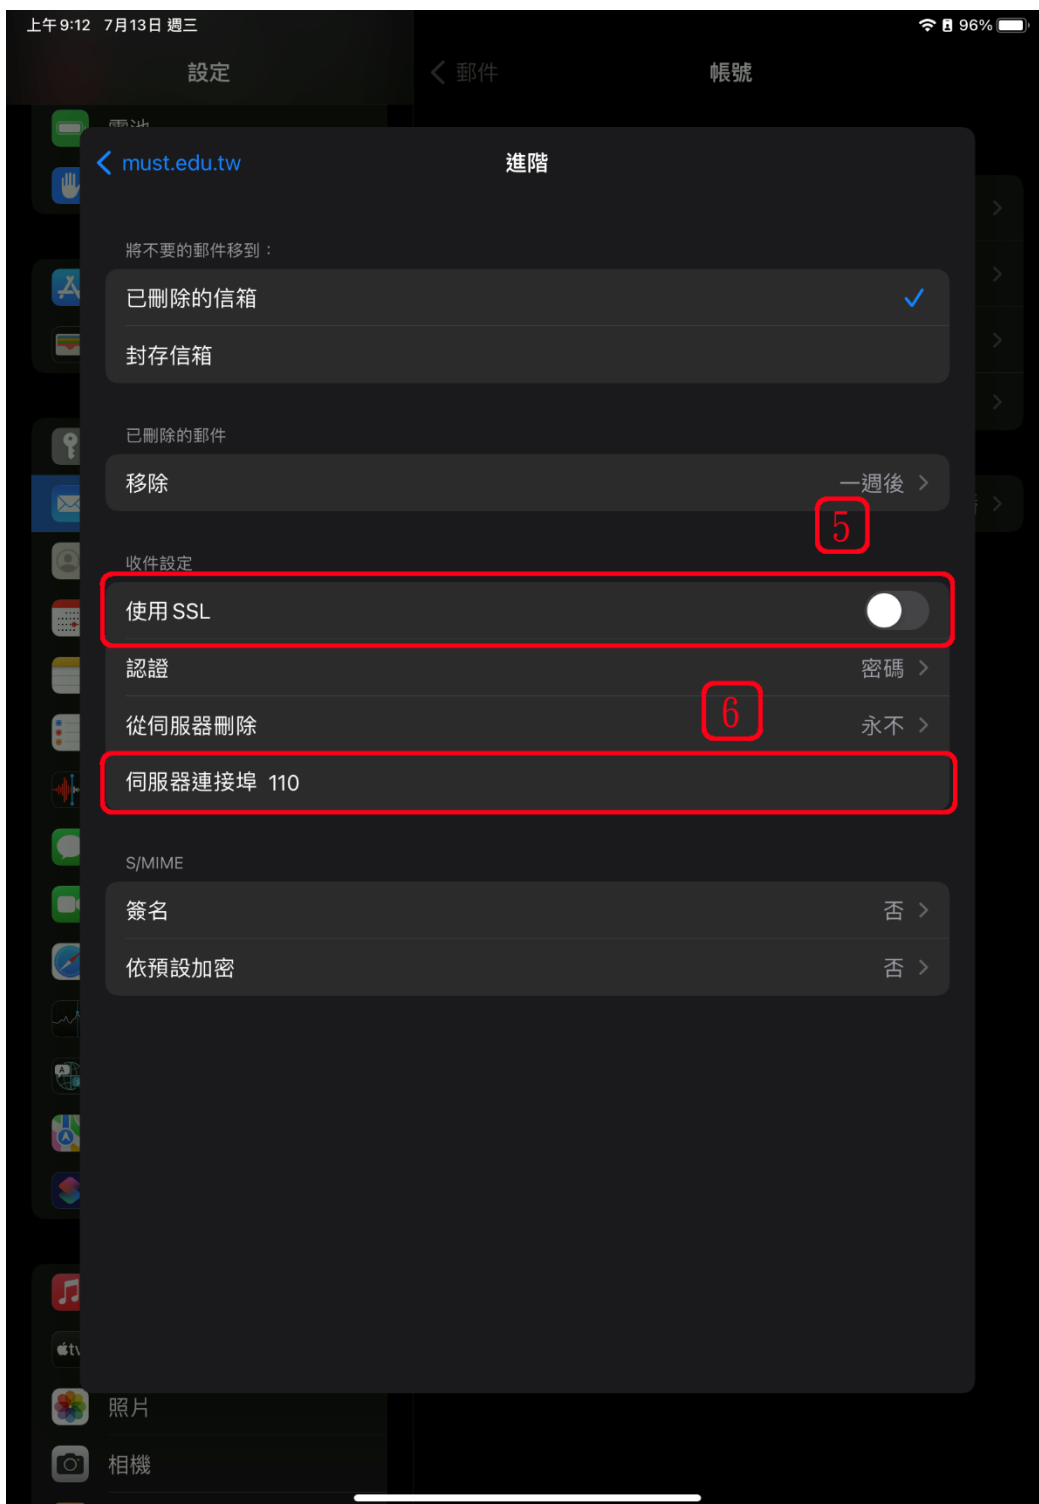 上午9:12 7月13日 週三
96%
設定
郵件
帳號
電池
must.edu.tw
進階
將不要的郵件移到：
已刪除的信箱
封存信箱
已刪除的郵件
移除 一週後
5
收件設定
使用 SSL
認證 密碼
6
從伺服器刪除 永不
伺服器連接埠 110
S/MIME
簽名 否
依預設加密 否
tv
照片
相機